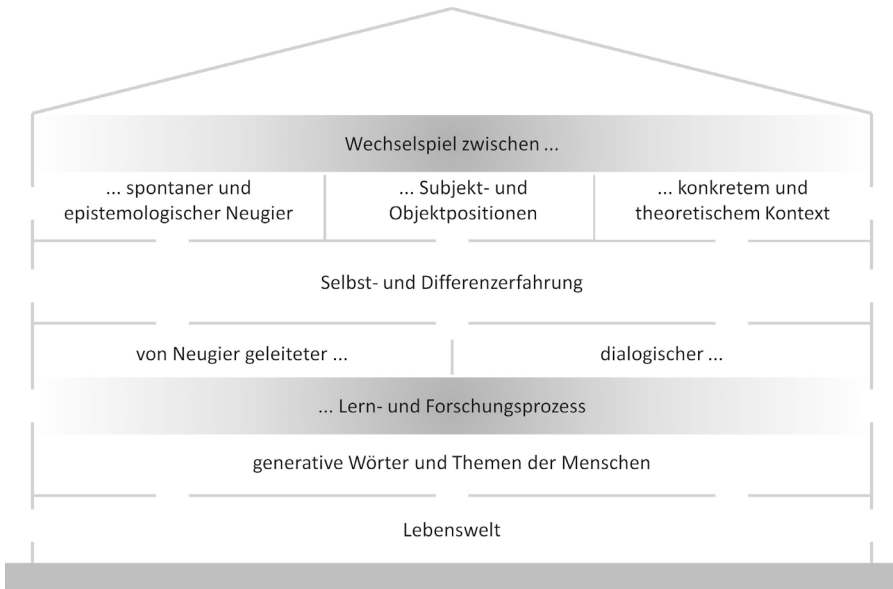 Wechselspiel zwischen ...
... spontaner und
epistemologischer Neugier
... Subjekt- und
Objektpositionen
... konkretem und
theoretischem Kontext
Selbst- und Differenzerfahrung
von Neugier geleiteter ...
dialogischer ...
... Lern- und Forschungsprozess
generative Wörter und Themen der Menschen
Lebenswelt